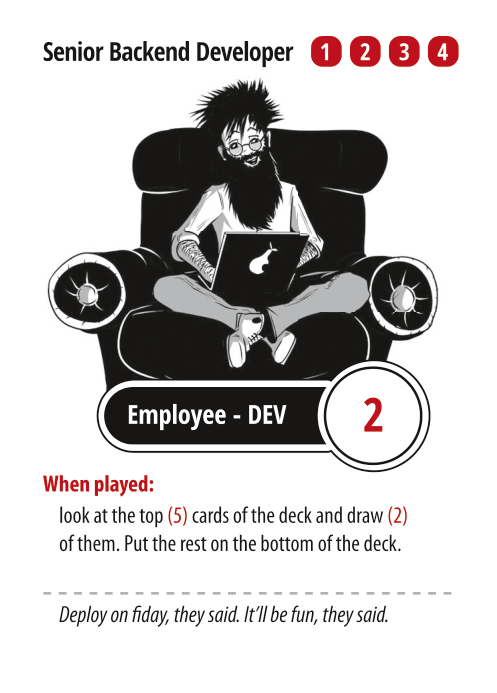 Senior Backend Developer 1 2 3 4
Employee - DEV 2
When played:
look at the top (5) cards of the deck and draw (2)
of them. Put the rest on the bottom of the deck.
Deploy on fiday, they said. It'll be fun, they said.